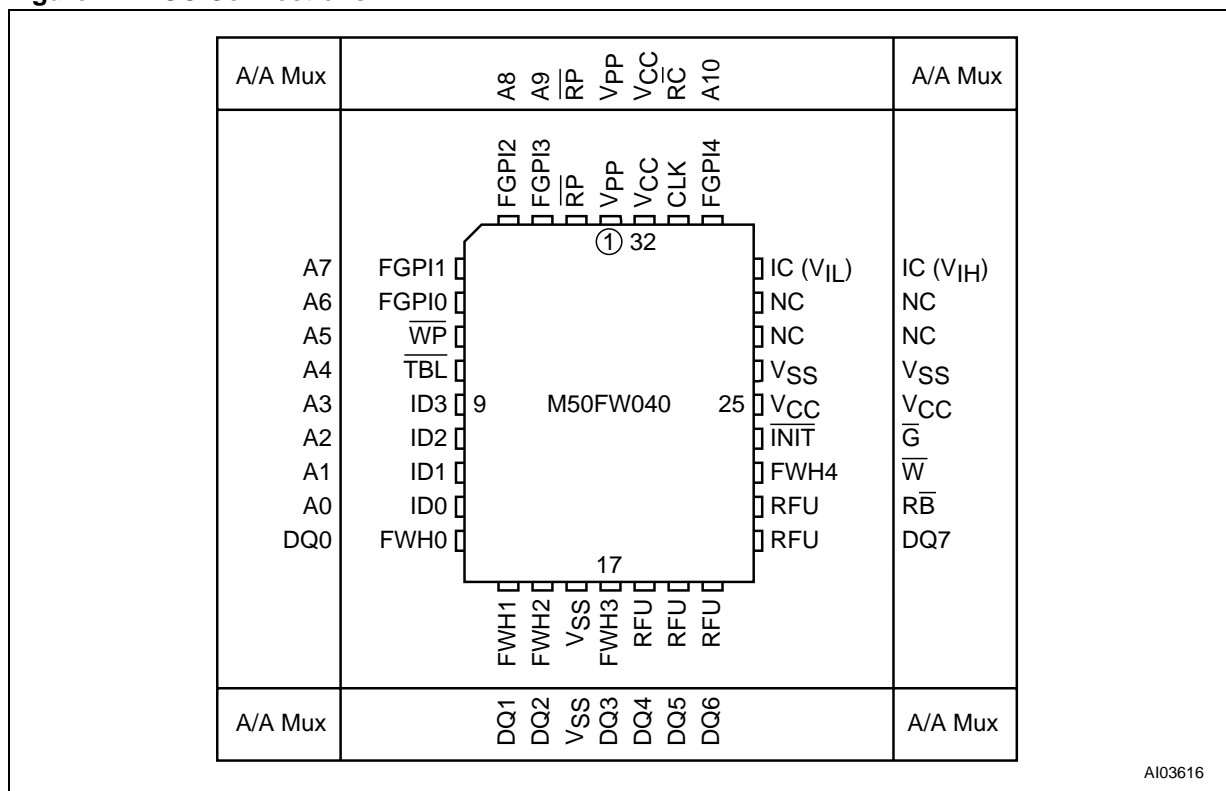 A/A Mux
A8
A9
RP
VPP
VCC
RC
A10
A/A Mux
FGPI2
FGPI3
RP
VPP
VCC
CLK
FGPI4
1 32
A7 FGPI1 IC (VIL) IC (VIH)
A6 FGPI0 NC NC
A5 WP NC NC
A4 TBL VSS VSS
A3 ID3 9 M50FW040 25 VCC VCC
A2 ID2 INIT G
A1 ID1 FWH4 W
A0 ID0 RFU RB
DQ0 FWH0 RFU DQ7
17
FWH1
FWH2
VSS
FWH3
RFU
RFU
RFU
A/A Mux
DQ1
DQ2
VSS
DQ3
DQ4
DQ5
DQ6
A/A Mux
AI03616